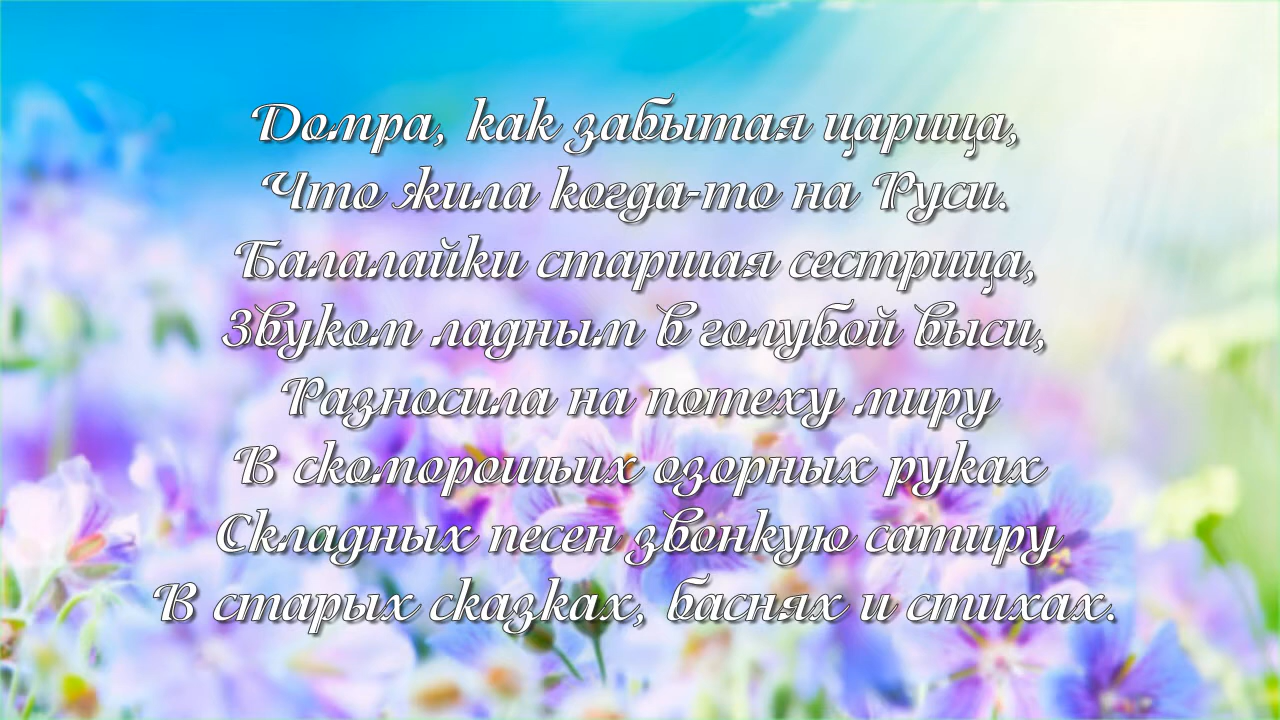 Домра, как забытая царица,
Что жила когда-то на Руси.
Балалайки старшая сестрица,
Звуком ладным в голубой выси,
Разносила на потеху миру
В скоморошьих озорных руках
Складных песен звонкую сатиру
В старых сказках, баснях и стихах.